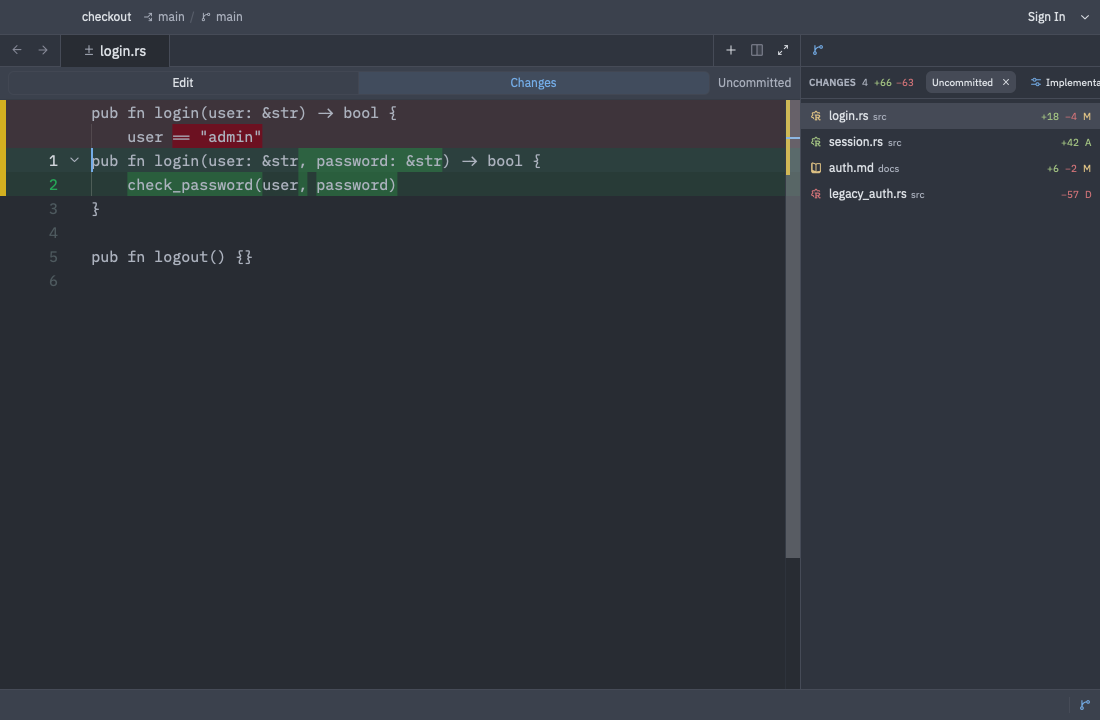 checkout main / main Sign In
login.rs
Edit Changes Uncommitted
CHANGES 4 +66 −63 Uncommitted × Implementa
pub fn login(user: &str) -> bool {
user == "admin"
1 pub fn login(user: &str, password: &str) -> bool {
2 check_password(user, password)
3 }
4
5 pub fn logout() {}
6
login.rs src +18 −4 M
session.rs src +42 A
auth.md docs +6 −2 M
legacy_auth.rs src −57 D